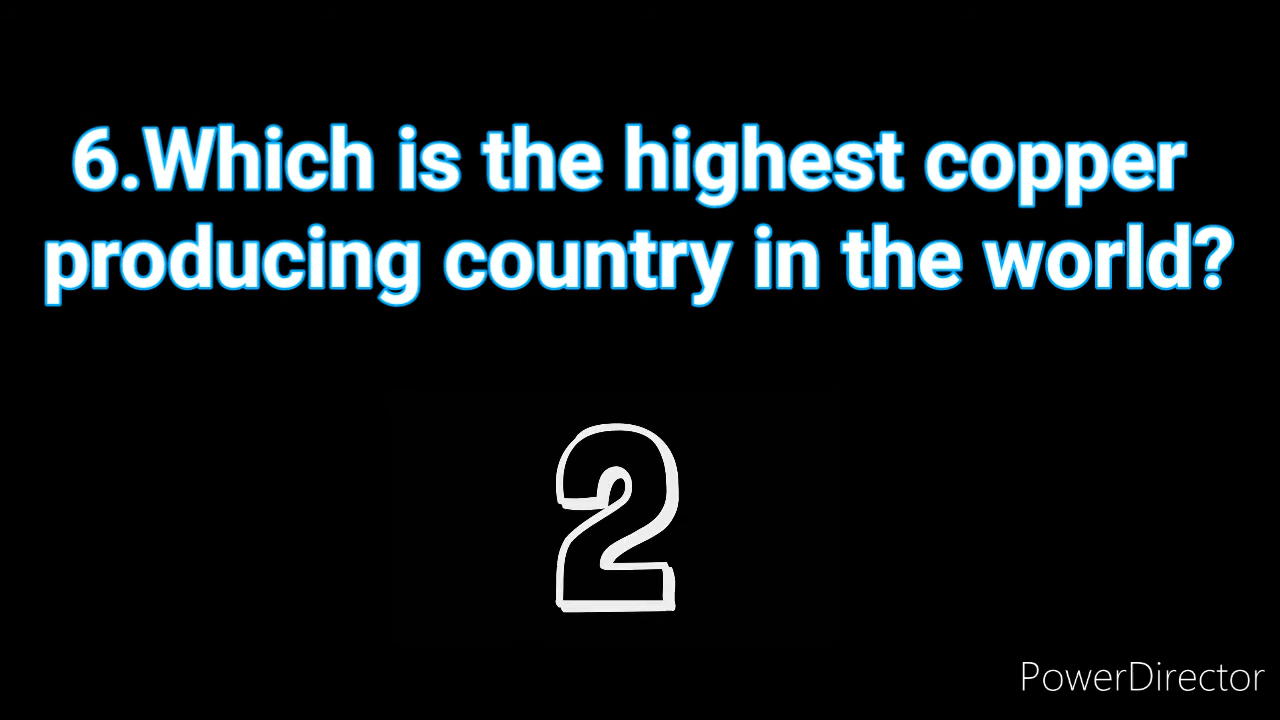 6.Which is the highest copper
producing country in the world?
2
PowerDirector